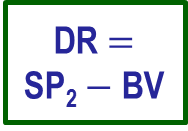 DR =
SP₂ – BV